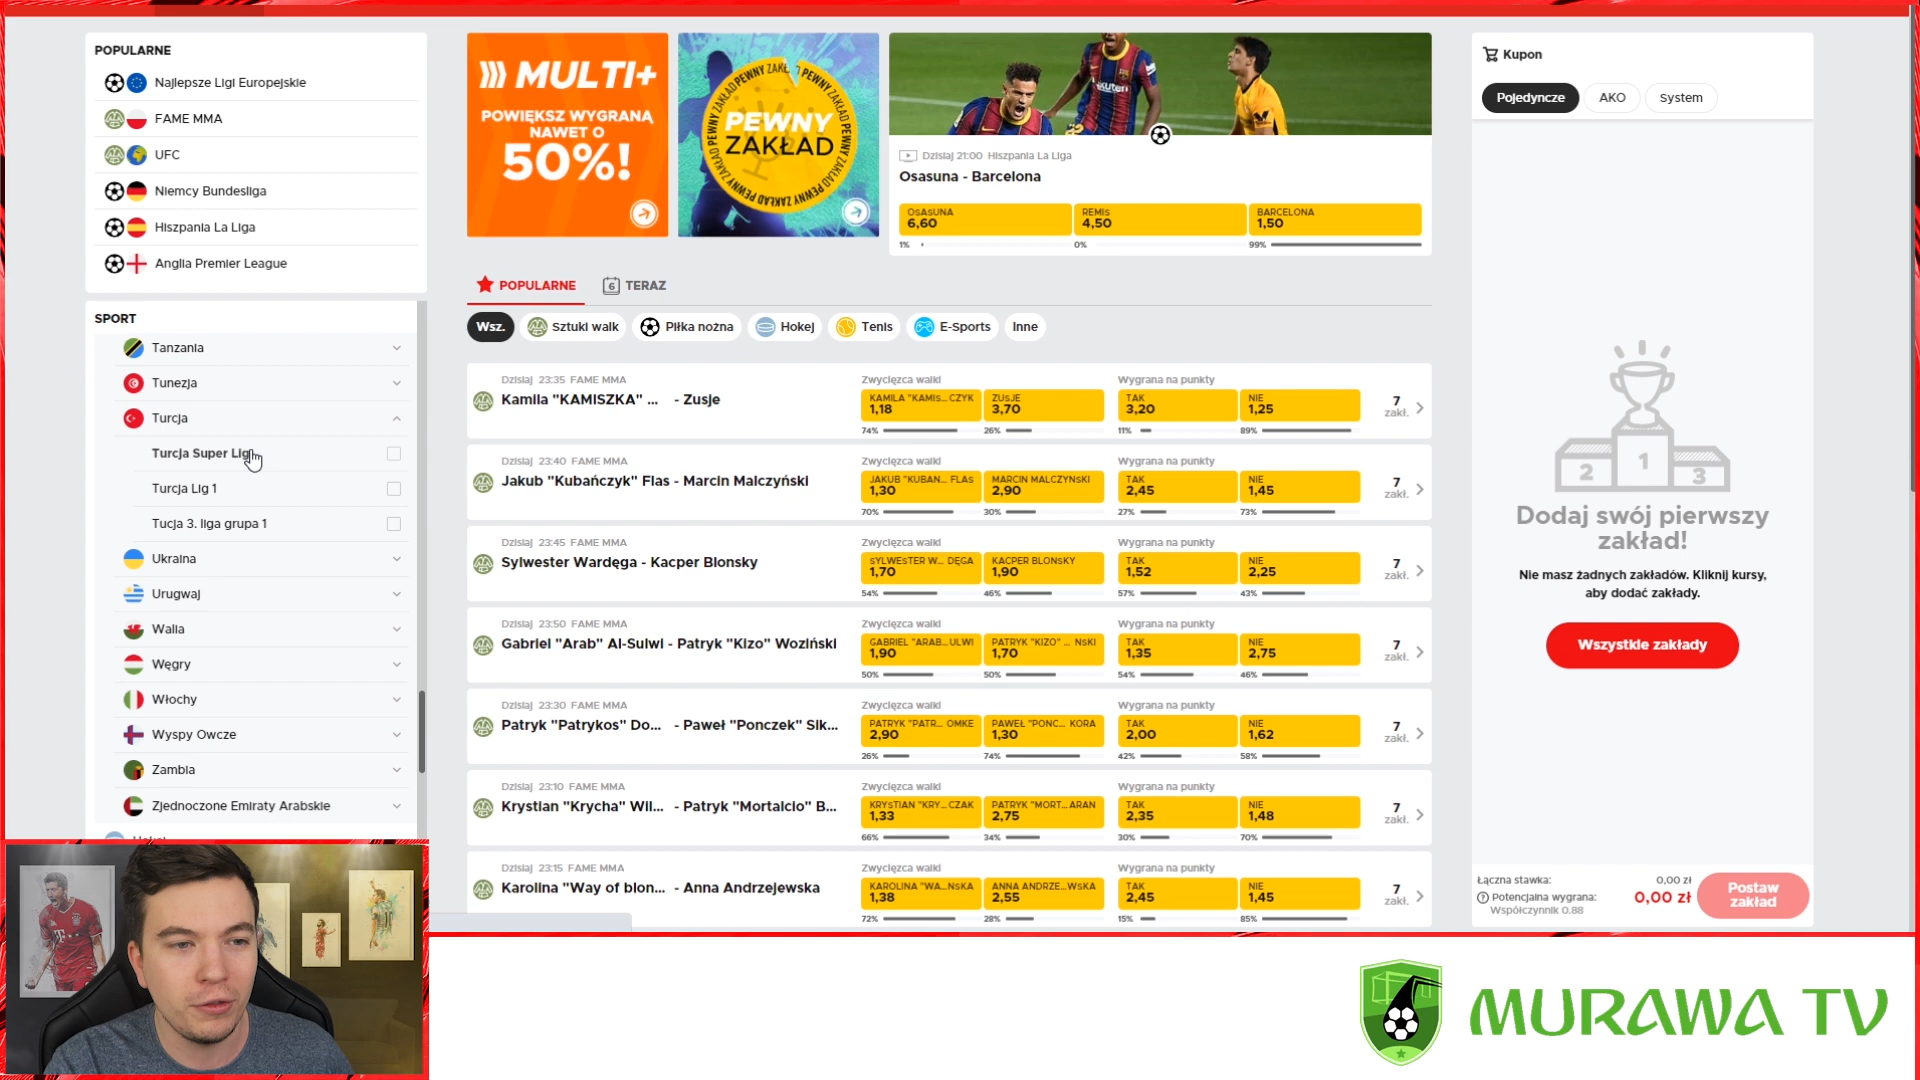 POPULARNE
Najlepsze Ligi Europejskie
FAME MMA
UFC
Niemcy Bundesliga
Hiszpania La Liga
Anglia Premier League
SPORT
Tanzania
Tunezja
Turcja
Turcja Super Lig
Turcja Lig 1
Tucja 3. liga grupa 1
Ukraina
Urugwaj
Walia
Węgry
Włochy
Wyspy Owcze
Zambia
Zjednoczone Emiraty Arabskie
MULTI+
POWIĘKSZ WYGRANĄ
NAWET O
50%!
PEWNY
ZAKŁAD
Dzisiaj 21:00 Hiszpania La Liga
Osasuna - Barcelona
OSASUNA
6,60
REMIS
4,50
BARCELONA
1,50
1%
0%
99%
POPULARNE
6 TERAZ
Wsz.
Sztuki walk
Piłka nożna
Hokej
Tenis
E-Sports
Inne
Dzisiaj 23:35 FAME MMA
Kamila "KAMISZKA" ... - Zusje
Zwycięzca walki
KAMILA "KAMIS... CZYK
1,18
ZUSJE
3,70
74%
26%
Wygrana na punkty
TAK
3,20
NIE
1,25
11%
89%
7
zakł.
Dzisiaj 23:40 FAME MMA
Jakub "Kubańczyk" Flas - Marcin Malczyński
Zwycięzca walki
JAKUB "KUBAN... FLAS
1,30
MARCIN MALCZYŃSKI
2,90
70%
30%
Wygrana na punkty
TAK
2,45
NIE
1,45
27%
73%
7
zakł.
Dzisiaj 23:45 FAME MMA
Sylwester Wardęga - Kacper Blonsky
Zwycięzca walki
SYLWESTER W... DĘGA
1,70
KACPER BLONSKY
1,90
54%
46%
Wygrana na punkty
TAK
1,52
NIE
2,25
57%
43%
7
zakł.
Dzisiaj 23:50 FAME MMA
Gabriel "Arab" Al-Sulwi - Patryk "Kizo" Woziński
Zwycięzca walki
GABRIEL "ARAB...ULWI
1,90
PATRYK "KIZO" ... NSKI
1,70
50%
50%
Wygrana na punkty
TAK
1,35
NIE
2,75
54%
46%
7
zakł.
Dzisiaj 23:30 FAME MMA
Patryk "Patrykos" Do... - Paweł "Ponczek" Sik...
Zwycięzca walki
PATRYK "PATR... OMKE
2,90
PAWEŁ "PONC... KORA
1,30
26%
74%
Wygrana na punkty
TAK
2,00
NIE
1,62
42%
58%
7
zakł.
Dzisiaj 23:10 FAME MMA
Krystian "Krycha" Wil... - Patryk "Mortalcio" B...
Zwycięzca walki
KRYSTIAN "KRY... CZAK
1,33
PATRYK "MORT... ARAN
2,75
66%
34%
Wygrana na punkty
TAK
2,35
NIE
1,48
30%
70%
7
zakł.
Dzisiaj 23:15 FAME MMA
Karolina "Way of blon... - Anna Andrzejewska
Zwycięzca walki
KAROLINA "WA...NSKA
1,38
ANNA ANDRZE...WSKA
2,55
72%
28%
Wygrana na punkty
TAK
2,45
NIE
1,45
15%
85%
7
zakł.
Kupon
Pojedyncze
AKO
System
2 1 3
Dodaj swój pierwszy
zakład!
Nie masz żadnych zakładów. Kliknij kursy,
aby dodać zakłady.
Wszystkie zakłady
Łączna stawka: 0,00 zł
Potencjalna wygrana: 0,00 zł
Współczynnik 0.88
Postaw
zakład
MURAWA TV